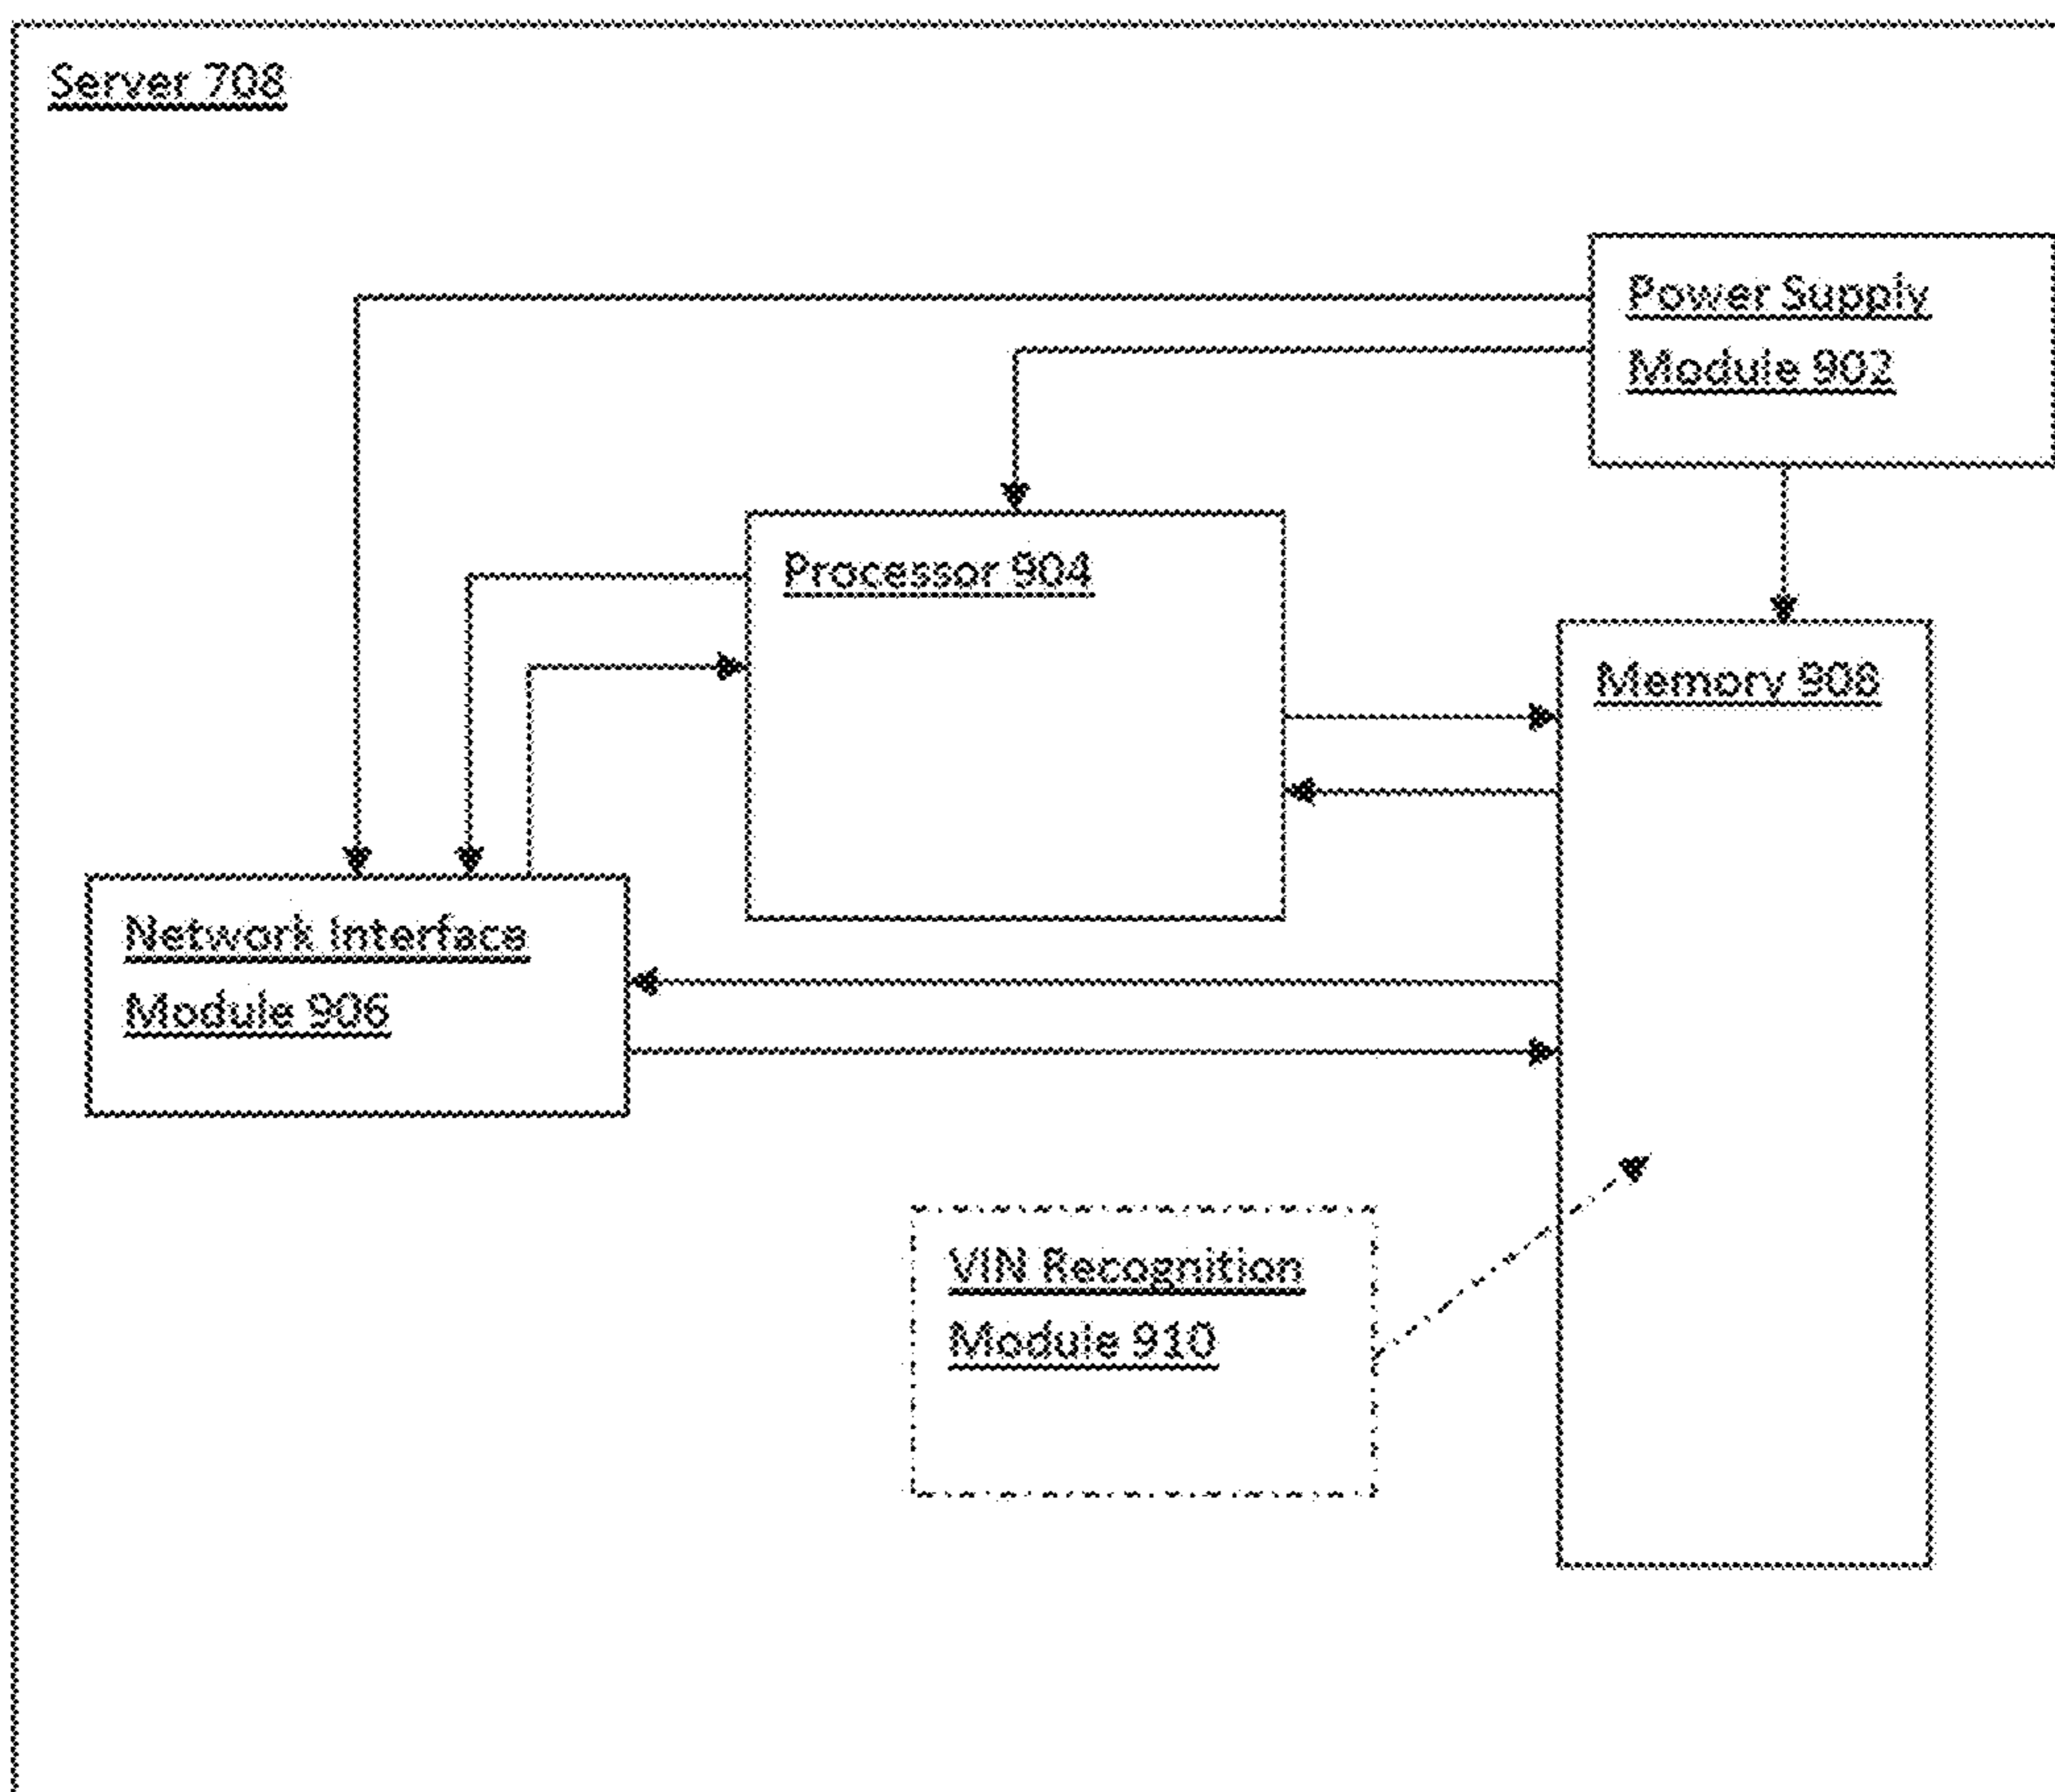 Server 708
Power Supply
Module 902
Processor 904
Memory 908
Network Interface
Module 906
VIN Recognition
Module 910